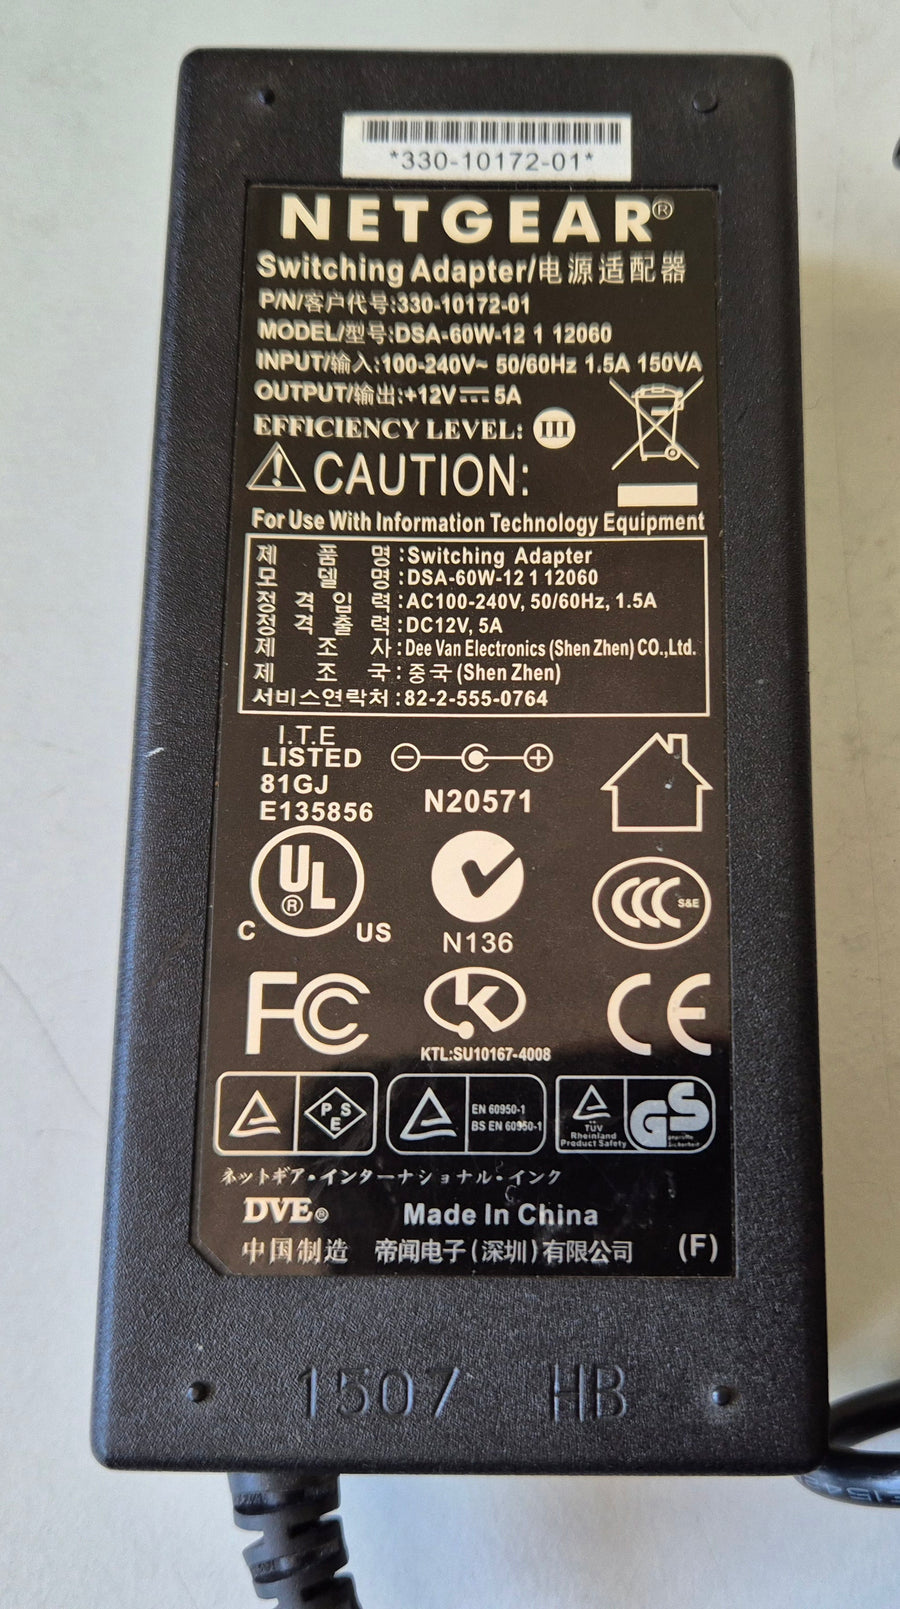 *330-10172-01*
NETGEAR®
Switching Adapter/电源适配器
P/N/客户代号:330-10172-01
MODEL/型号:DSA-60W-12 1 12060
INPUT/输入:100-240V~ 50/60Hz 1.5A 150VA
OUTPUT/输出:+12V⎓5A
EFFICIENCY LEVEL: III
CAUTION:
For Use With Information Technology Equipment
제 품 명:Switching Adapter
모 델 명:DSA-60W-12 1 12060
정 격 입 력:AC100-240V, 50/60Hz, 1.5A
정 격 출 력:DC12V, 5A
제 조 자:Dee Van Electronics (Shen Zhen) CO.,Ltd.
제 조 국:중국 (Shen Zhen)
서비스연락처:82-2-555-0764
I.T.E
LISTED
81GJ
E135856
N20571
C UL® US
N136
CCC S&E
FC
KTL:SU10167-4008
CE
PSE
EN 60950-1
BS EN 60950-1
TÜV
Rheinland
Product Safety
GS
geprüfte
Sicherheit
ネットギア・インターナショナル・インク
DVE® Made In China
中国制造 帝闻电子(深圳)有限公司 (F)
1507 HB